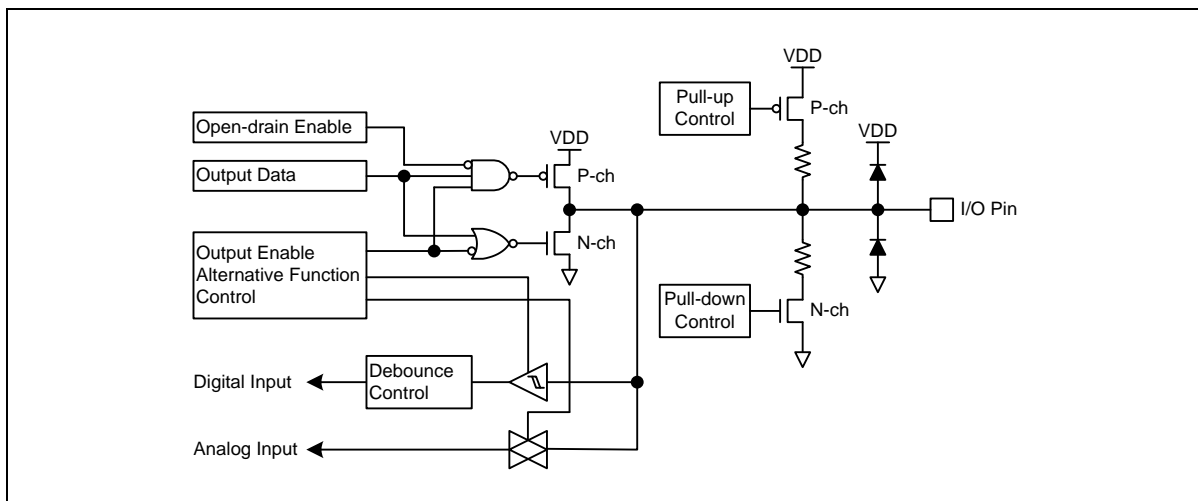 VDD
Pull-up
Control
P-ch
Open-drain Enable
VDD
VDD
Output Data
P-ch
I/O Pin
Output Enable
Alternative Function
Control
N-ch
Pull-down
Control
N-ch
Digital Input
Debounce
Control
Analog Input